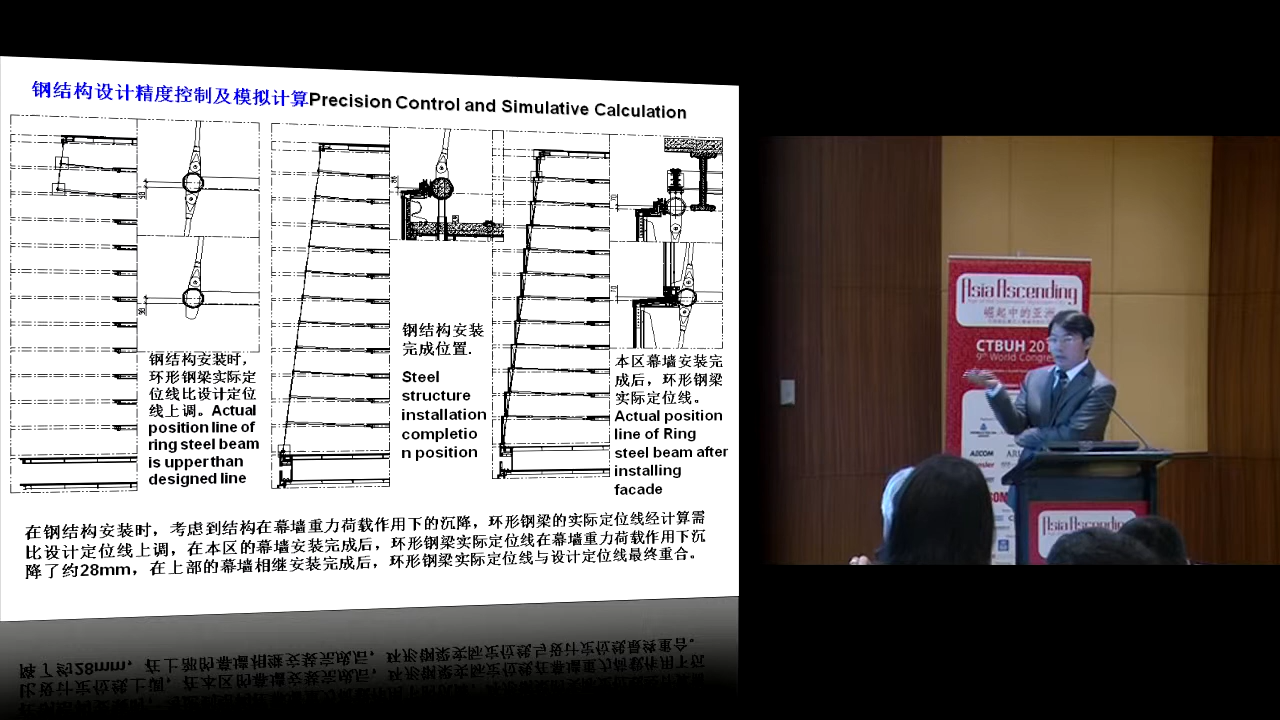 钢结构设计精度控制及模拟计算Precision Control and Simulative Calculation
钢结构安装时，
环形钢梁实际定
位线比设计定位
线上调。Actual
position line of
ring steel beam
is upperthan
designed line
钢结构安装
完成位置.
Steel
structure
installation
completio
n position
本区幕墙安装完
成后，环形钢梁
实际定位线。
Actual position
line of Ring
steel beam after
installing
facade
在钢结构安装时，考虑到结构在幕墙重力荷载作用下的沉降，环形钢梁的实际定位线经计算需
比设计定位线上调，在本区的幕墙安装完成后，环形钢梁实际定位线在幕墙重力荷载作用下沉
降了约28mm，在上部的幕墙相继安装完成后，环形钢梁实际定位线与设计定位线最终重合。
Asia Ascending
崛起中的亚洲
CTBUH 201
9th World Congres
AECOM
Asia Ascending